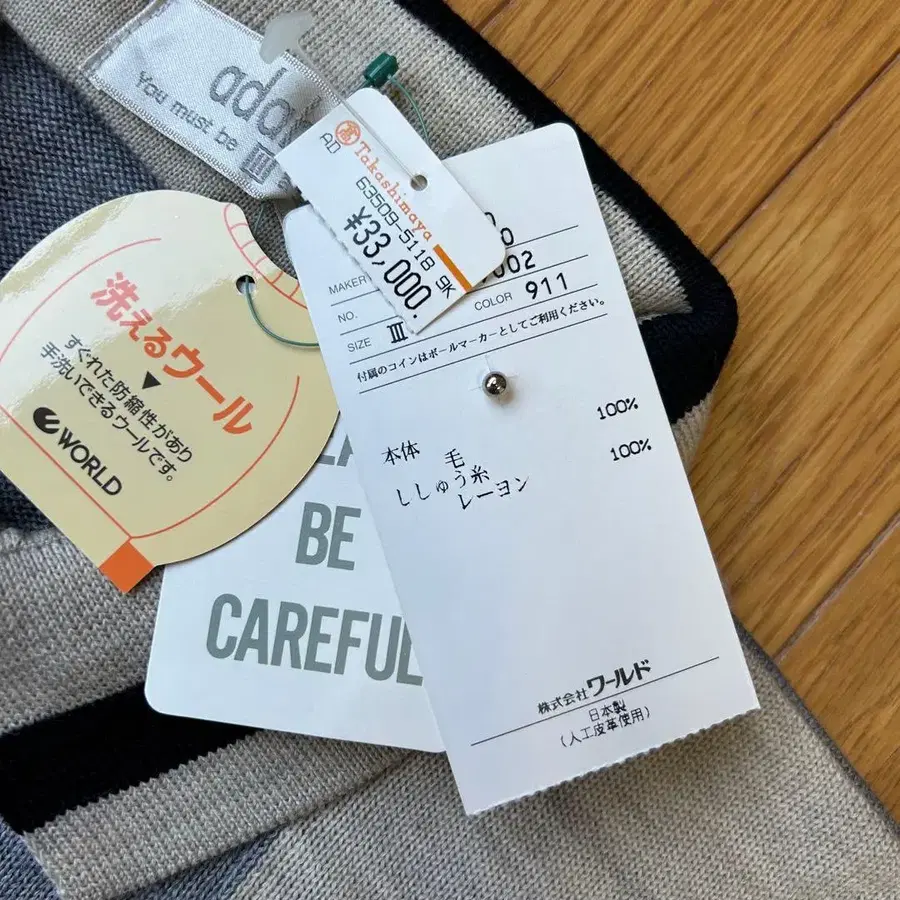 You must be
III
AD Takashimaya
63509-5118 9K
¥33,000.
MAKER
NO. 002
SIZE III COLOR 911
付属のコインはボールマーカーとしてご利用ください。
100%
本体 毛 100%
ししゅう糸
レーヨン
株式会社ワールド
日本製
(人工皮革使用)
洗えるウール
すぐれた防縮性があり
手洗いできるウールです。
WORLD
BE
CAREFUL